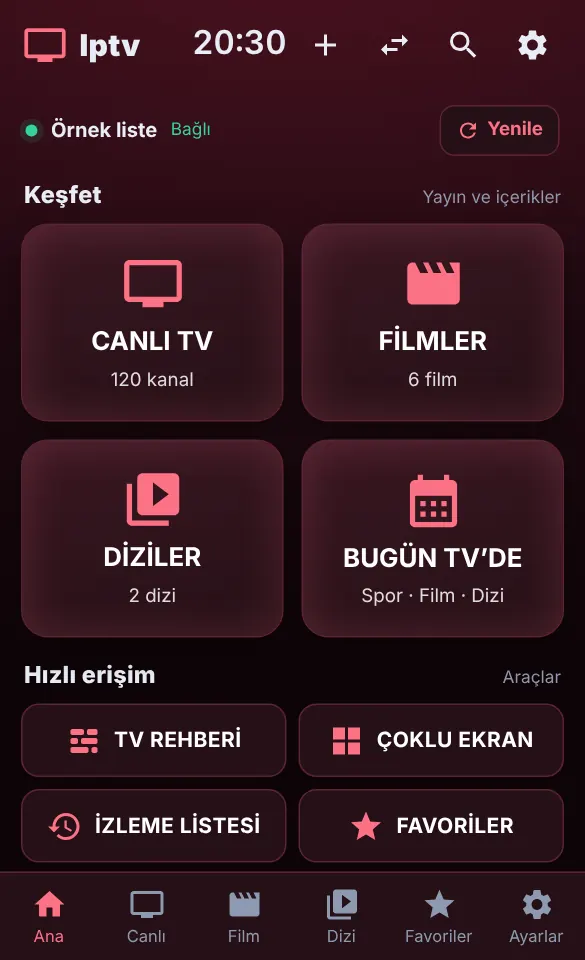 Iptv 20:30
Örnek liste Bağlı Yenile
Keşfet Yayın ve içerikler
CANLI TV
120 kanal
FİLMLER
6 film
DİZİLER
2 dizi
BUGÜN TV’DE
Spor · Film · Dizi
Hızlı erişim Araçlar
TV REHBERİ
ÇOKLU EKRAN
İZLEME LİSTESİ
FAVORİLER
Ana Canlı Film Dizi Favoriler Ayarlar